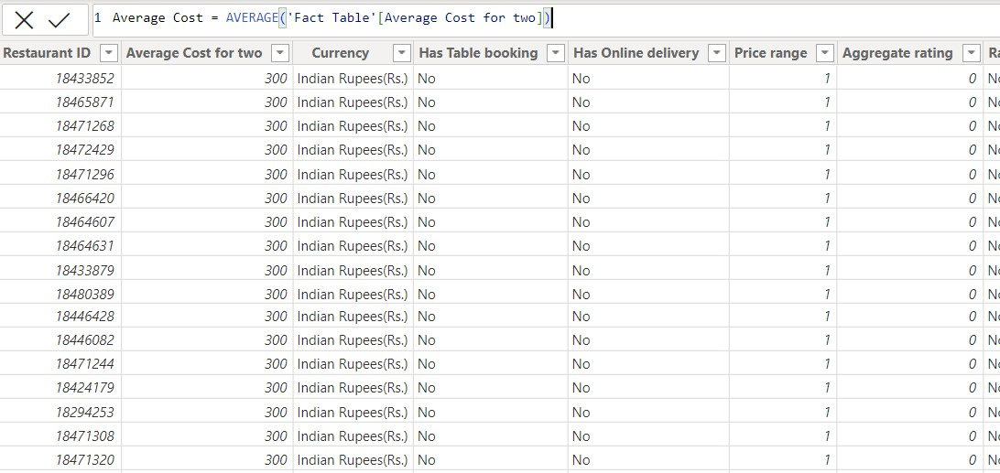 1 Average Cost = AVERAGE('Fact Table'[Average Cost for two])
Restaurant ID Average Cost for two Currency Has Table booking Has Online delivery Price range Aggregate rating
18433852 300 Indian Rupees(Rs.) No No 1 0
18465871 300 Indian Rupees(Rs.) No No 1 0
18471268 300 Indian Rupees(Rs.) No No 1 0
18472429 300 Indian Rupees(Rs.) No No 1 0
18471296 300 Indian Rupees(Rs.) No No 1 0
18466420 300 Indian Rupees(Rs.) No No 1 0
18464607 300 Indian Rupees(Rs.) No No 1 0
18464631 300 Indian Rupees(Rs.) No No 1 0
18433879 300 Indian Rupees(Rs.) No No 1 0
18480389 300 Indian Rupees(Rs.) No No 1 0
18446428 300 Indian Rupees(Rs.) No No 1 0
18446082 300 Indian Rupees(Rs.) No No 1 0
18471244 300 Indian Rupees(Rs.) No No 1 0
18424179 300 Indian Rupees(Rs.) No No 1 0
18294253 300 Indian Rupees(Rs.) No No 1 0
18471308 300 Indian Rupees(Rs.) No No 1 0
18471320 300 Indian Rupees(Rs.) No No 1 0